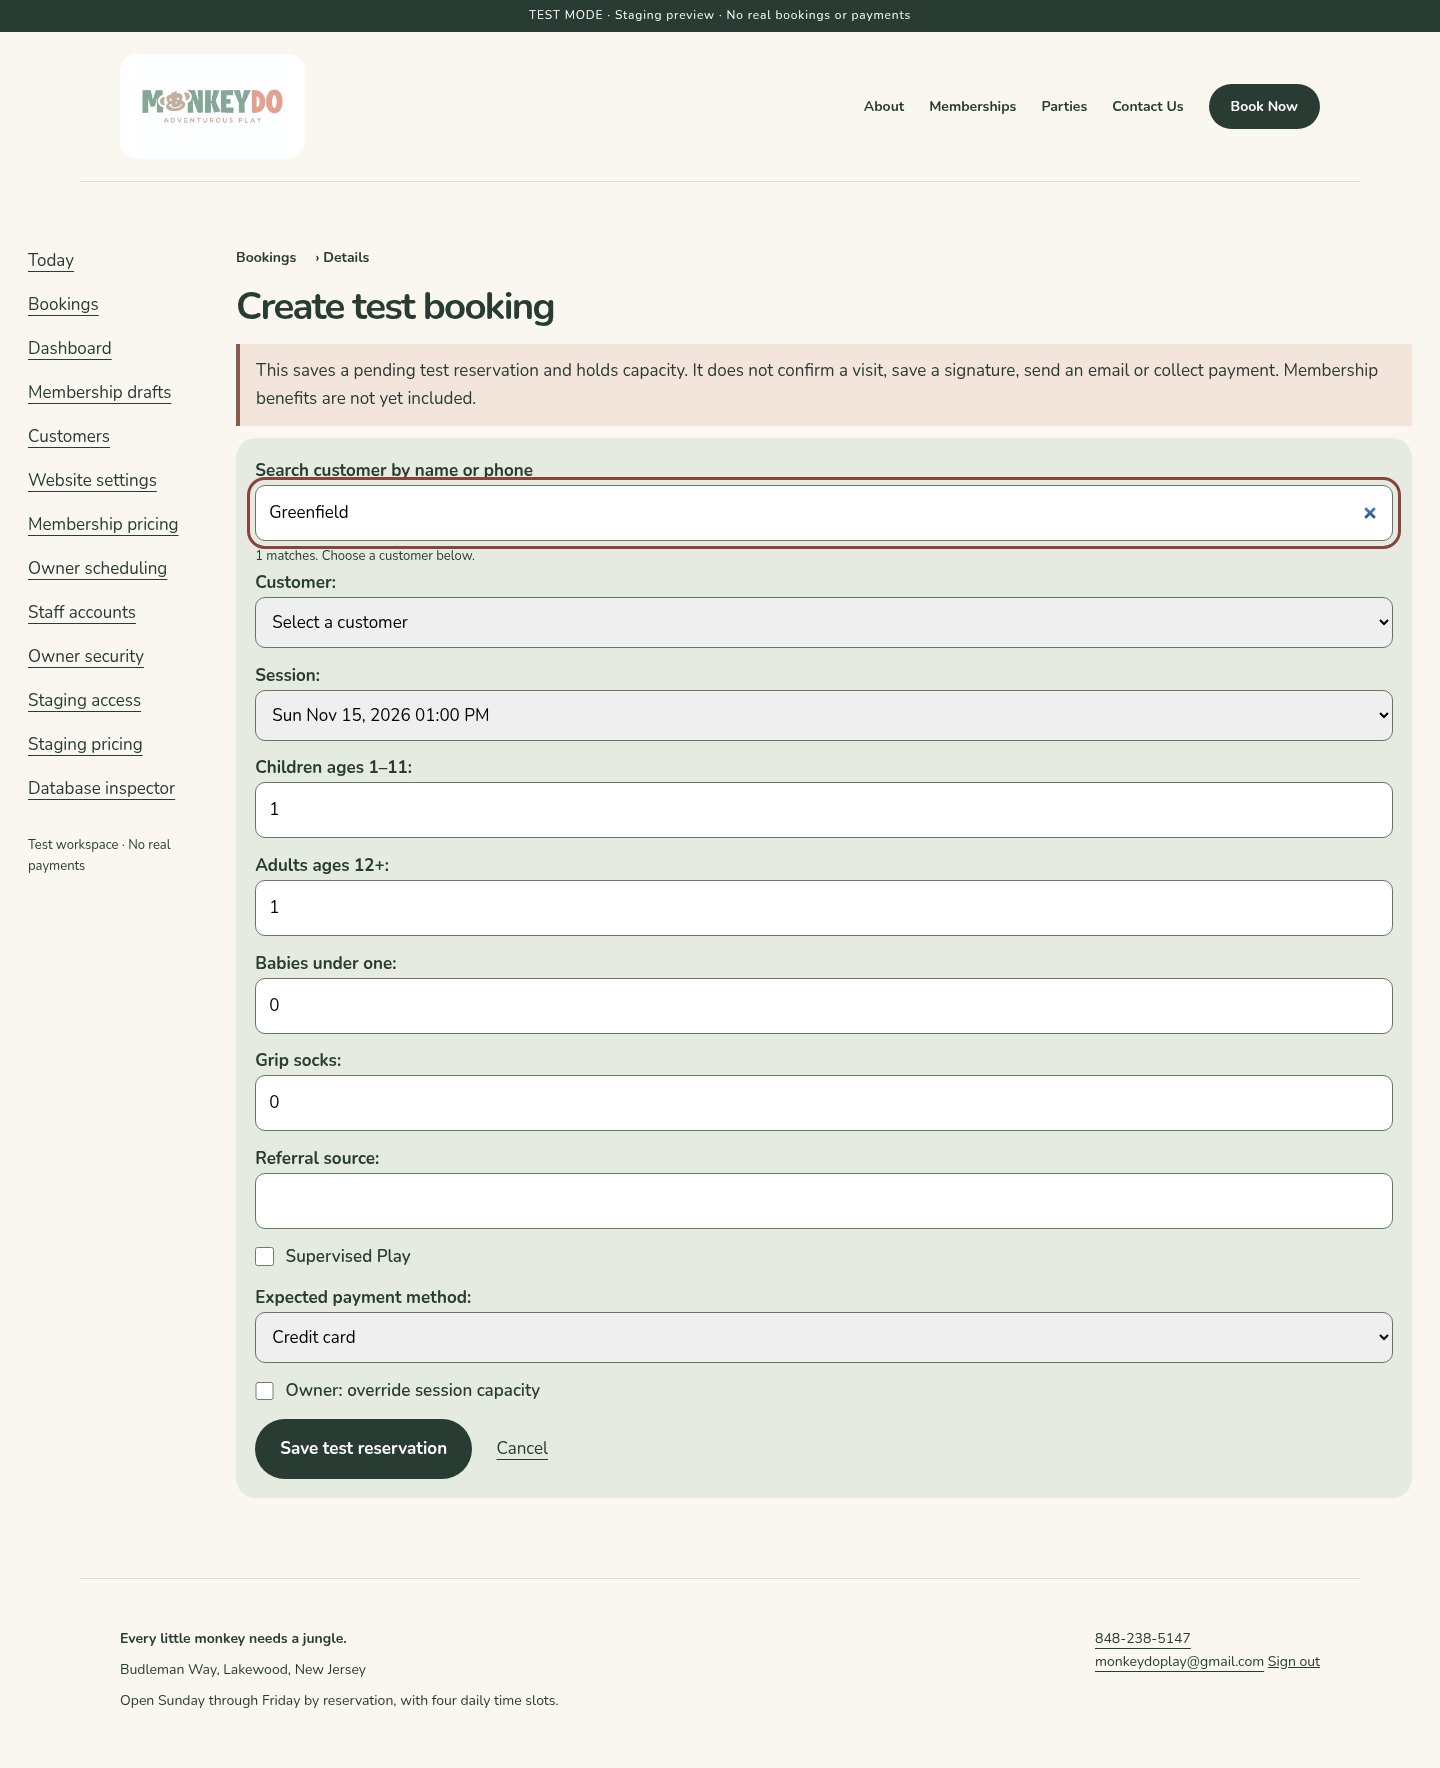 TEST MODE · Staging preview · No real bookings or payments
MONKEYDO
ADVENTUROUS PLAY
About
Memberships
Parties
Contact Us
Book Now
Today
Bookings
Dashboard
Membership drafts
Customers
Website settings
Membership pricing
Owner scheduling
Staff accounts
Owner security
Staging access
Staging pricing
Database inspector
Test workspace · No real
payments
Bookings › Details
Create test booking
This saves a pending test reservation and holds capacity. It does not confirm a visit, save a signature, send an email or collect payment. Membership
benefits are not yet included.
Search customer by name or phone
Greenfield
1 matches. Choose a customer below.
Customer:
Select a customer
Session:
Sun Nov 15, 2026 01:00 PM
Children ages 1–11:
1
Adults ages 12+:
1
Babies under one:
0
Grip socks:
0
Referral source:
Supervised Play
Expected payment method:
Credit card
Owner: override session capacity
Save test reservation
Cancel
Every little monkey needs a jungle.
Budleman Way, Lakewood, New Jersey
Open Sunday through Friday by reservation, with four daily time slots.
848-238-5147
monkeydoplay@gmail.com Sign out